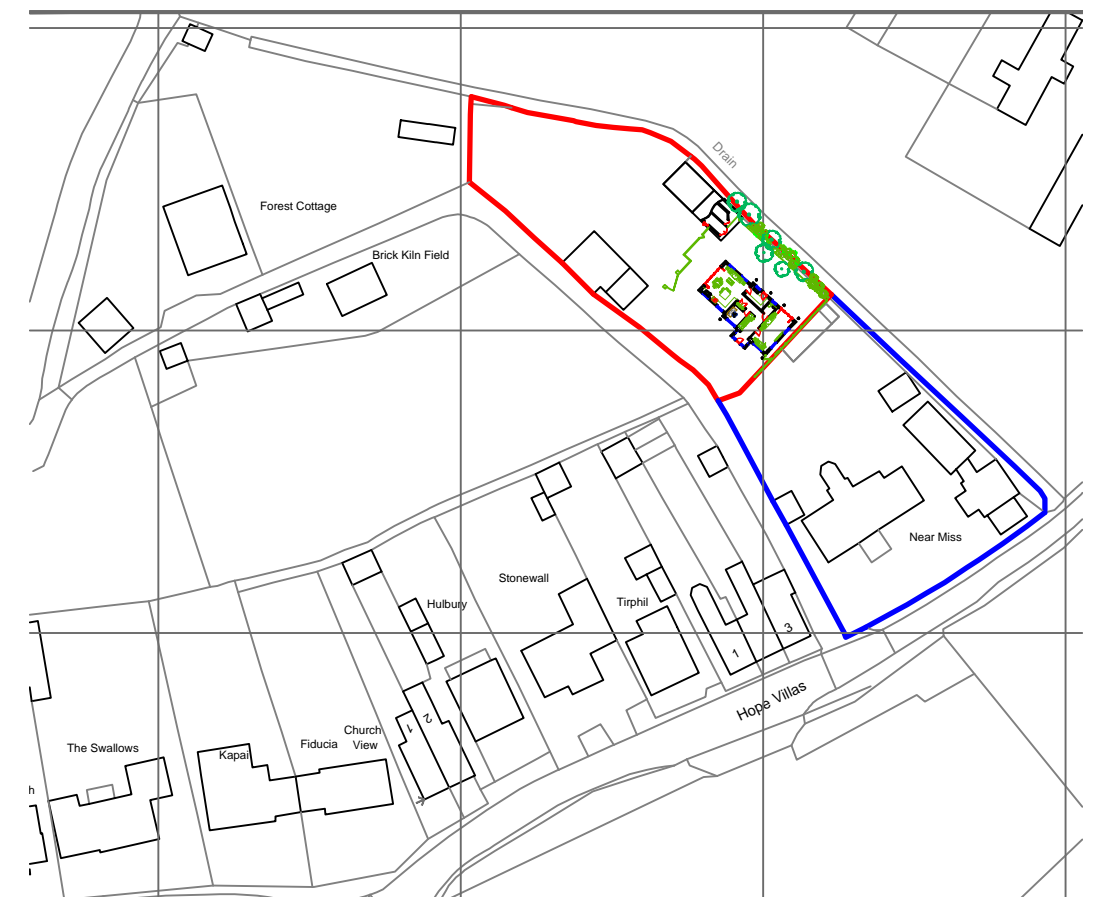 Drain
Forest Cottage
Brick Kiln Field
Near Miss
Stonewall
Hulbury
Tirphil
3
1
Hope Villas
2
1
Church
View
Fiducia
Kapai
The Swallows
h